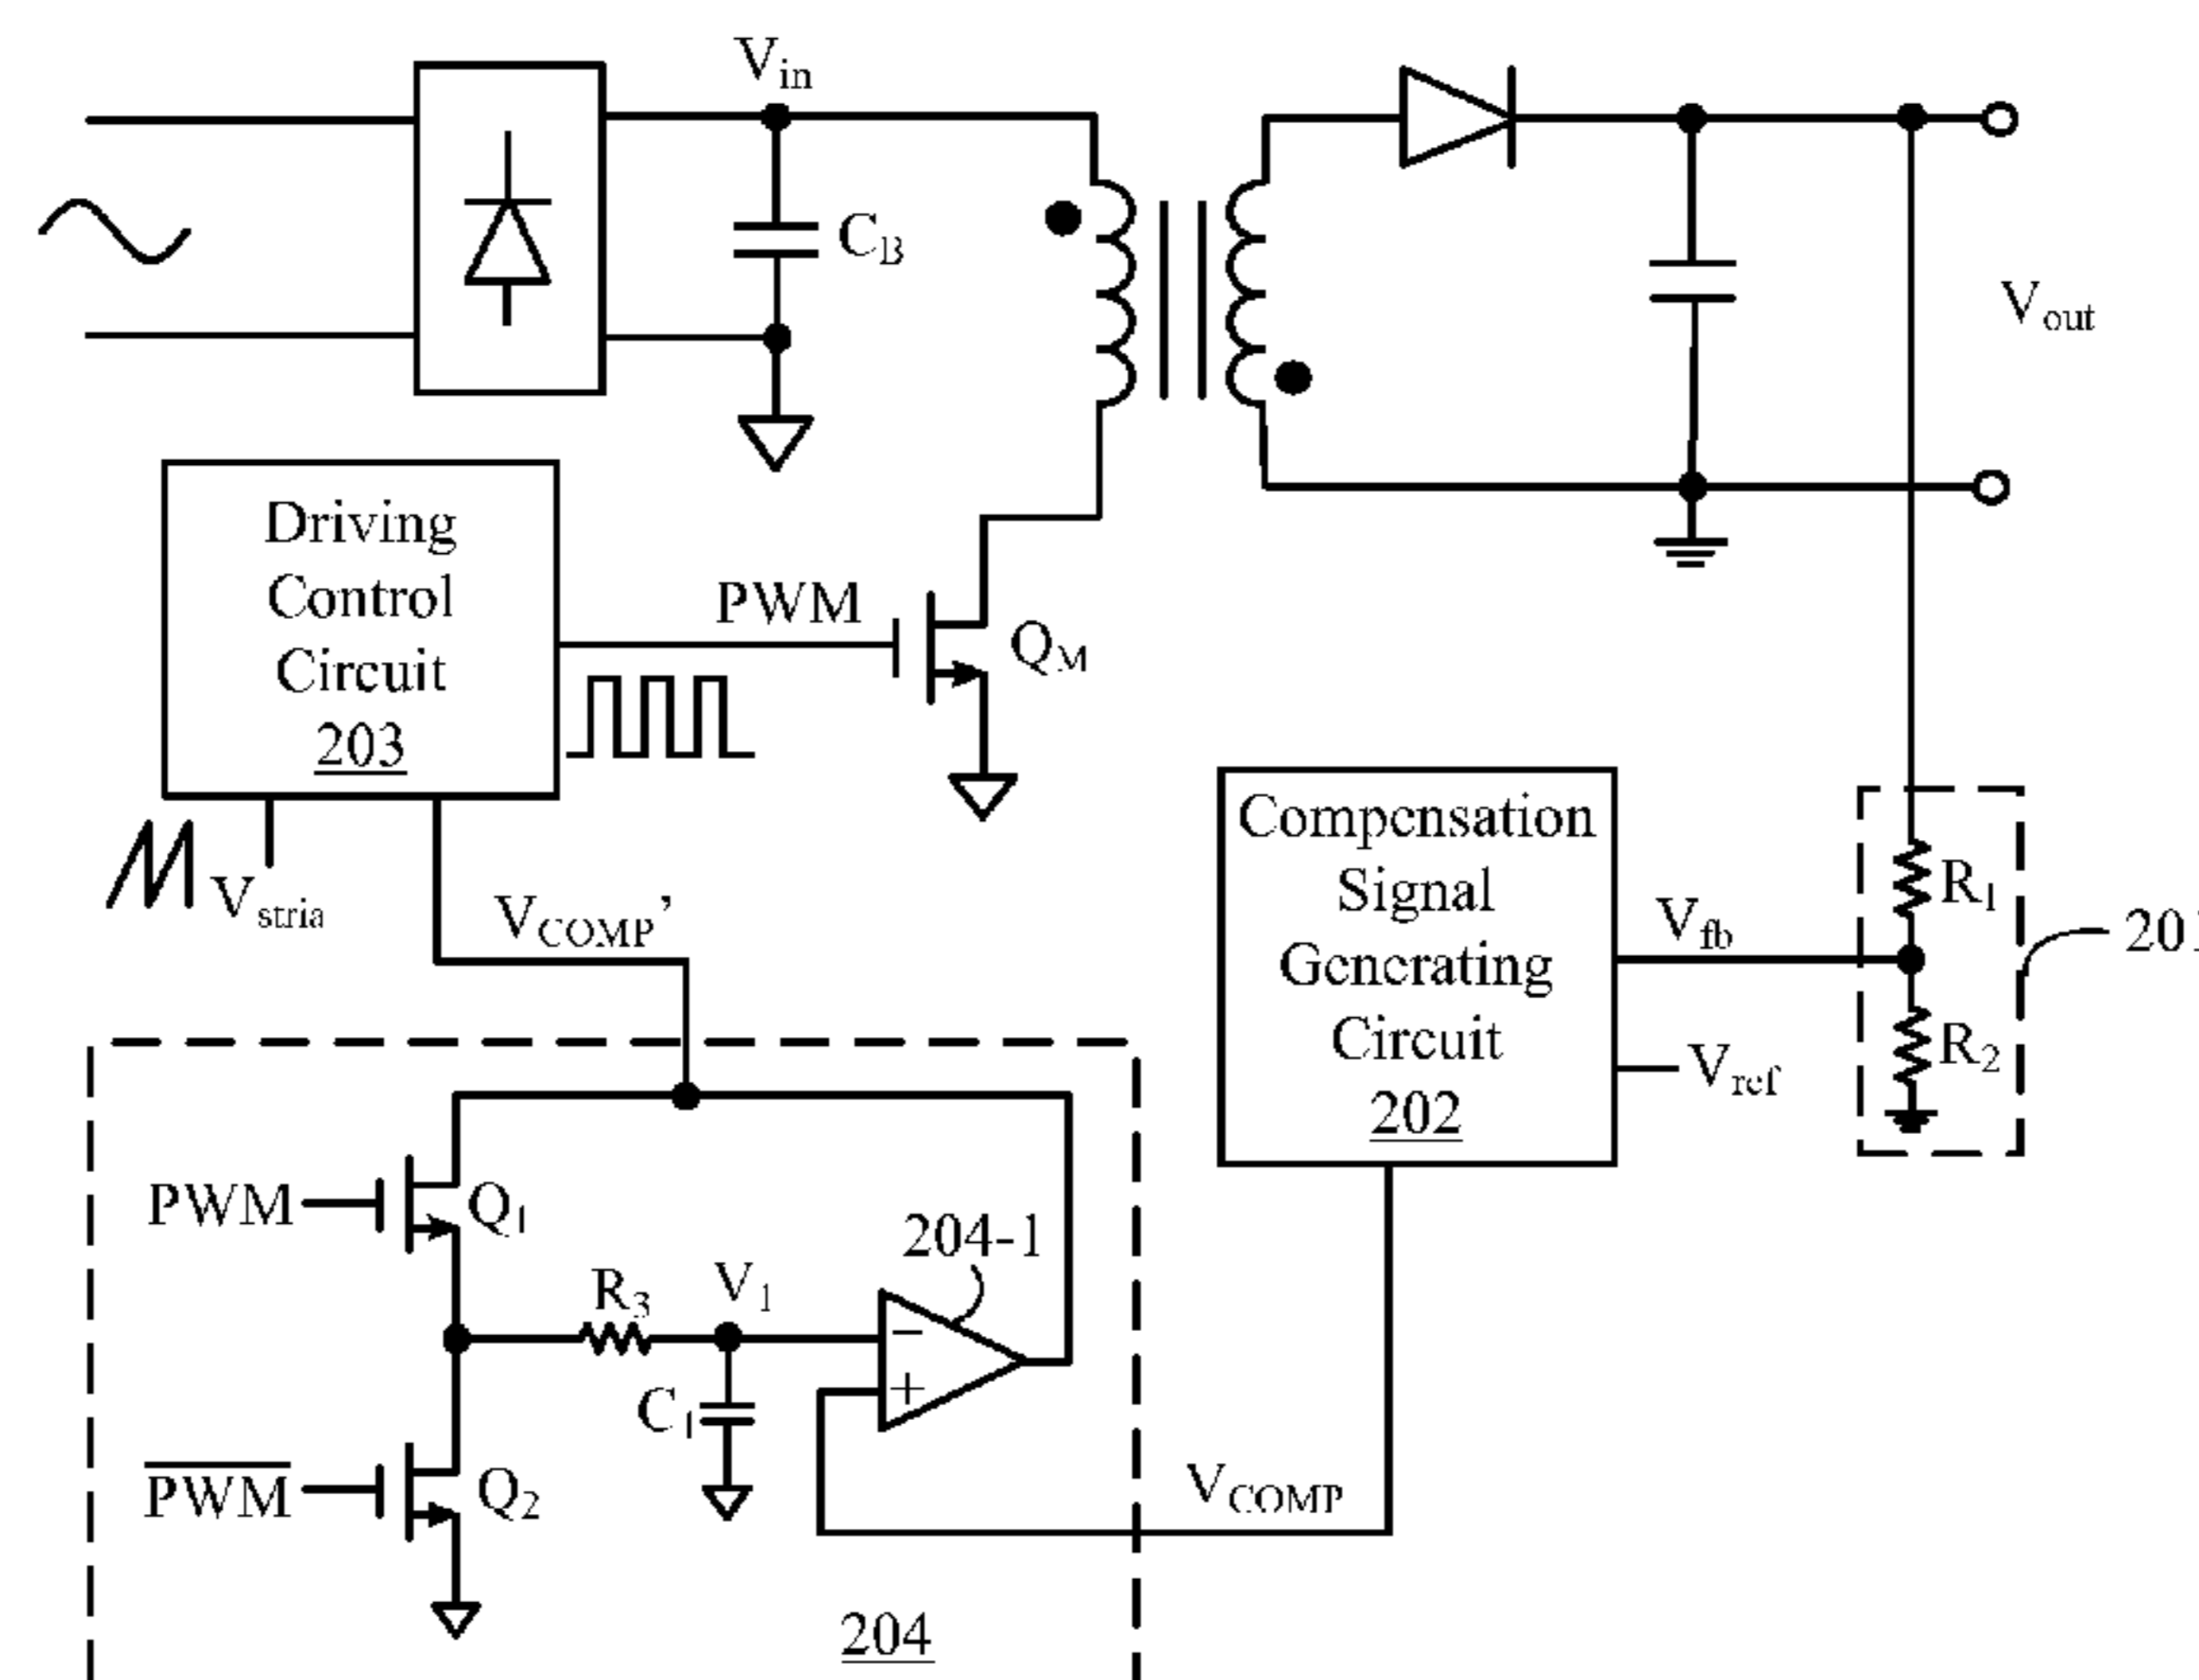 Vin
CB
Vout
Driving
Control
Circuit
203
PWM
QM
Vstria
VCOMP’
Compensation
Signal
Generating
Circuit
202
Vfb
Vref
R1
R2
PWM
Q1
R3
V1
204-1
−
+
C1
PWM
Q2
VCOMP
204